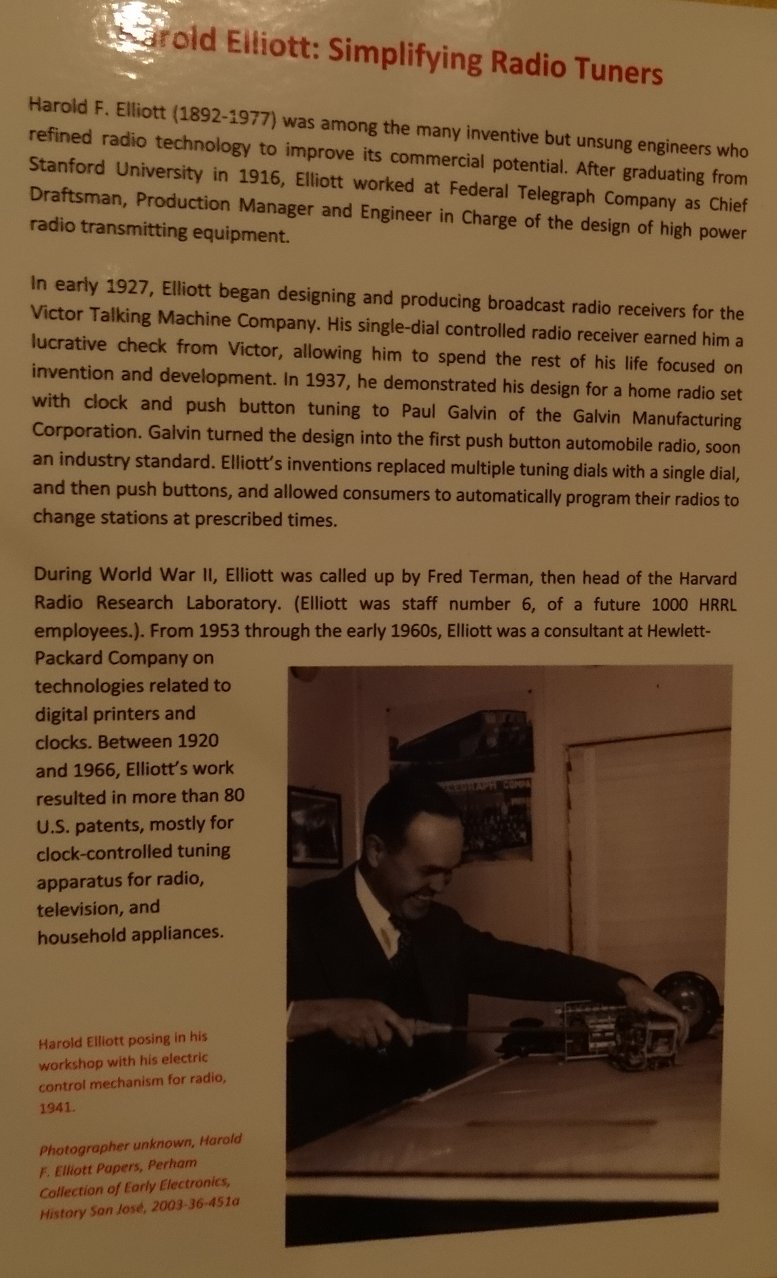 Harold Elliott: Simplifying Radio Tuners
Harold F. Elliott (1892-1977) was among the many inventive but unsung engineers who
refined radio technology to improve its commercial potential. After graduating from
Stanford University in 1916, Elliott worked at Federal Telegraph Company as Chief
Draftsman, Production Manager and Engineer in Charge of the design of high power
radio transmitting equipment.
In early 1927, Elliott began designing and producing broadcast radio receivers for the
Victor Talking Machine Company. His single-dial controlled radio receiver earned him a
lucrative check from Victor, allowing him to spend the rest of his life focused on
invention and development. In 1937, he demonstrated his design for a home radio set
with clock and push button tuning to Paul Galvin of the Galvin Manufacturing
Corporation. Galvin turned the design into the first push button automobile radio, soon
an industry standard. Elliott's inventions replaced multiple tuning dials with a single dial,
and then push buttons, and allowed consumers to automatically program their radios to
change stations at prescribed times.
During World War II, Elliott was called up by Fred Terman, then head of the Harvard
Radio Research Laboratory. (Elliott was staff number 6, of a future 1000 HRRL
employees.). From 1953 through the early 1960s, Elliott was a consultant at Hewlett-
Packard Company on
technologies related to
digital printers and
clocks. Between 1920
and 1966, Elliott's work
resulted in more than 80
U.S. patents, mostly for
clock-controlled tuning
apparatus for radio,
television, and
household appliances.
Harold Elliott posing in his
workshop with his electric
control mechanism for radio,
1941.
Photographer unknown, Harold
F. Elliott Papers, Perham
Collection of Early Electronics,
History San José, 2003-36-451a